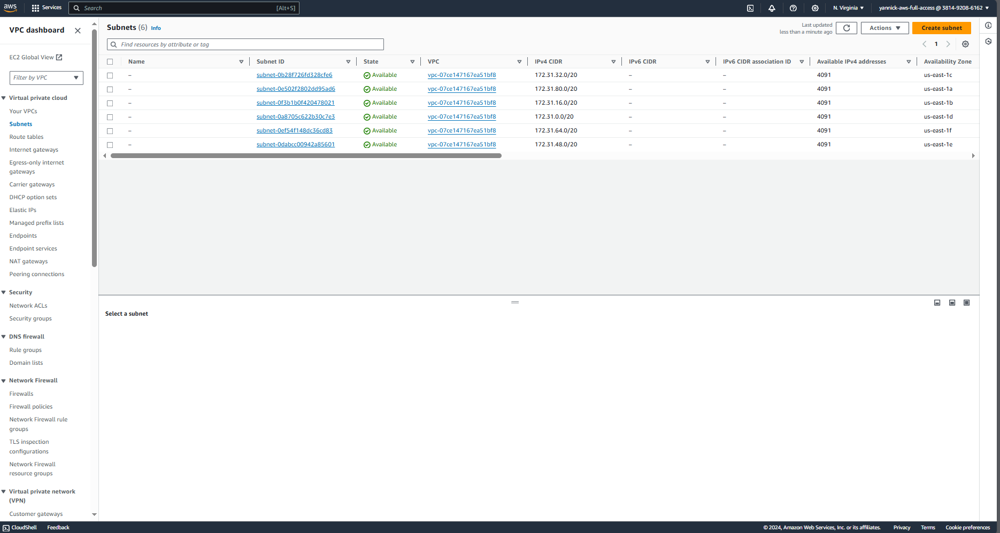 aws
Services
Search [Alt+S]
N. Virginia
yannick-aws-full-access @ 3814-9208-6162
VPC dashboard
EC2 Global View
Filter by VPC
Virtual private cloud
Your VPCs
Subnets
Route tables
Internet gateways
Egress-only internet
gateways
Carrier gateways
DHCP option sets
Elastic IPs
Managed prefix lists
Endpoints
Endpoint services
NAT gateways
Peering connections
Security
Network ACLs
Security groups
DNS firewall
Rule groups
Domain lists
Network Firewall
Firewalls
Firewall policies
Network Firewall rule
groups
TLS inspection
configurations
Network Firewall
resource groups
Virtual private network
(VPN)
Customer gateways
Subnets (6) Info
Last updated
less than a minute ago
Actions
Create subnet
Find resources by attribute or tag
1
Name Subnet ID State VPC IPv4 CIDR IPv6 CIDR IPv6 CIDR association ID Available IPv4 addresses Availability Zone
– subnet-0b28f726fd328cfe6 Available vpc-07ce147167ea51bf8 172.31.32.0/20 – – 4091 us-east-1c
– subnet-0e502f2802dd95ad6 Available vpc-07ce147167ea51bf8 172.31.80.0/20 – – 4091 us-east-1a
– subnet-0f3b1b0f420478021 Available vpc-07ce147167ea51bf8 172.31.16.0/20 – – 4091 us-east-1b
– subnet-0a8705c622b30c7e3 Available vpc-07ce147167ea51bf8 172.31.0.0/20 – – 4091 us-east-1d
– subnet-0ef54f148dc36cd83 Available vpc-07ce147167ea51bf8 172.31.64.0/20 – – 4091 us-east-1f
– subnet-0dabcc00942a85601 Available vpc-07ce147167ea51bf8 172.31.48.0/20 – – 4091 us-east-1e
Select a subnet
CloudShell Feedback
© 2024, Amazon Web Services, Inc. or its affiliates. Privacy Terms Cookie preferences